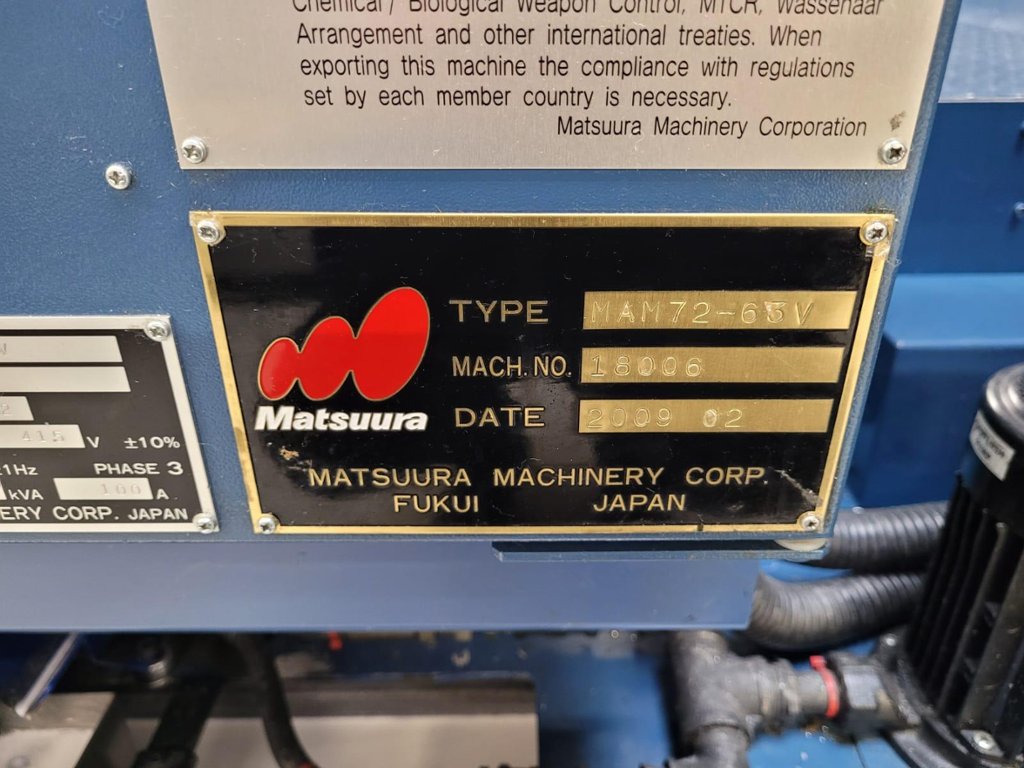 Chemical / Biological Weapon Control, MTCR, Wassenaar
Arrangement and other international treaties. When
exporting this machine the compliance with regulations
set by each member country is necessary.
Matsuura Machinery Corporation
Matsuura
TYPE MAM72-63V
MACH. NO. 18006
DATE 2009 02
MATSUURA MACHINERY CORP.
FUKUI JAPAN
415 V ±10%
1Hz PHASE 3
kVA 100 A
ERY CORP. JAPAN